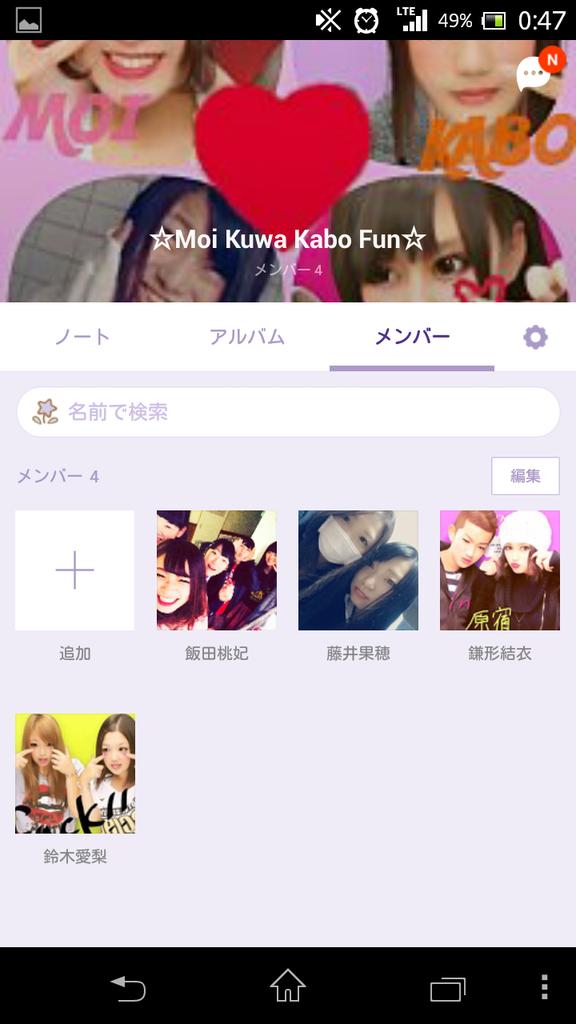 LTE 49% 0:47
N
MOI
KABO
☆Moi Kuwa Kabo Fun☆
メンバー 4
ノート アルバム メンバー
名前で検索
メンバー 4 編集
原宿
追加 飯田桃妃 藤井果穂 鎌形結衣
鈴木愛梨